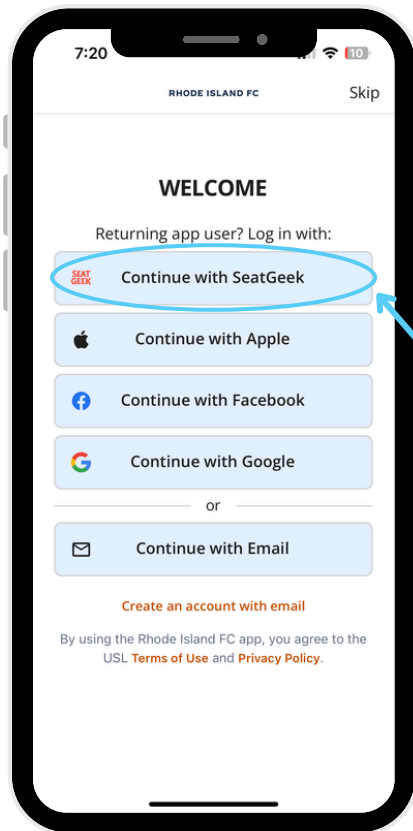 7:20
10
RHODE ISLAND FC
Skip
WELCOME
Returning app user? Log in with:
SEAT
GEEK
Continue with SeatGeek
Continue with Apple
Continue with Facebook
G
Continue with Google
or
Continue with Email
Create an account with email
By using the Rhode Island FC app, you agree to the
USL Terms of Use and Privacy Policy.